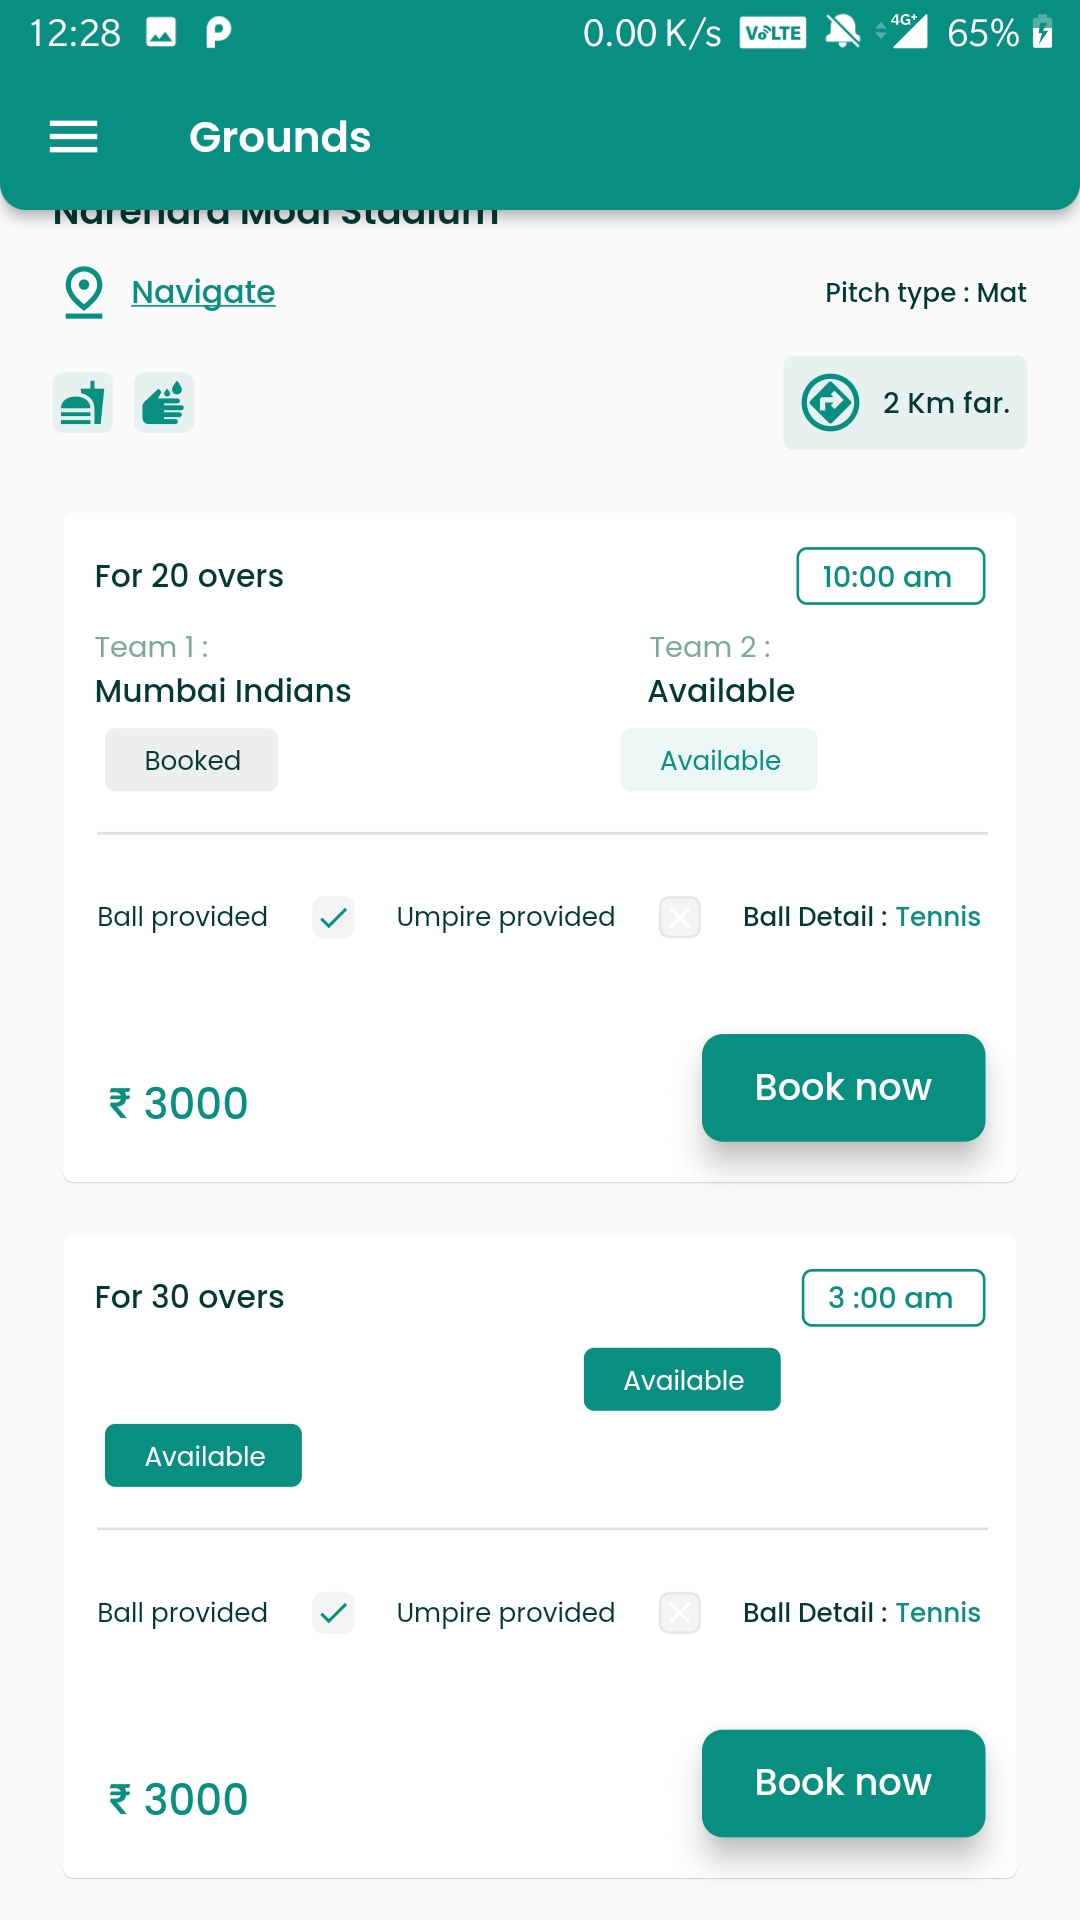 12:28 0.00 K/s VoLTE 4G+ 65%
Grounds
Narendra Modi Stadium
Navigate Pitch type : Mat
2 Km far.
For 20 overs 10:00 am
Team 1 : Team 2 :
Mumbai Indians Available
Booked Available
Ball provided Umpire provided Ball Detail : Tennis
₹ 3000 Book now
For 30 overs 3 :00 am
Available
Available
Ball provided Umpire provided Ball Detail : Tennis
₹ 3000 Book now